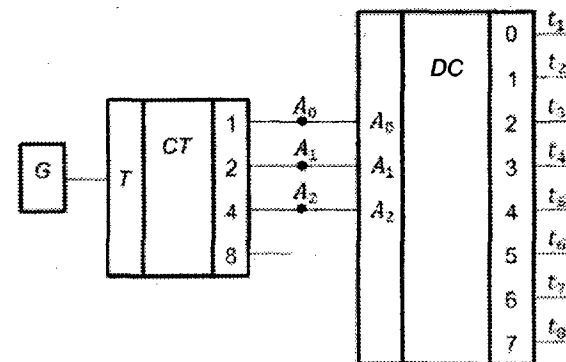 G
T
CT
1
2
4
8
A₀
A₁
A₂
A₀
A₁
A₂
DC
0
1
2
3
4
5
6
7
t₁
t₂
t₃
t₄
t₅
t₆
t₇
t₈